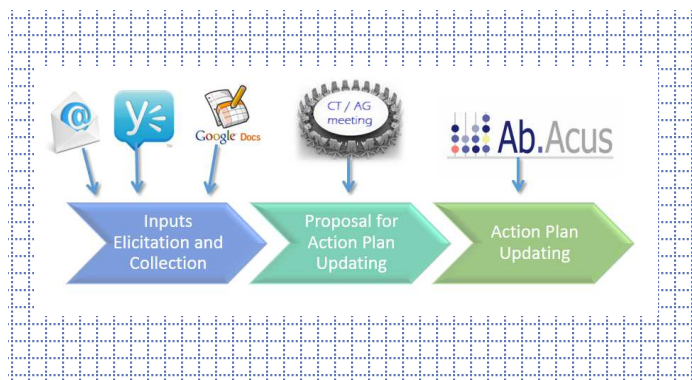 @
y
TM
Google Docs
CT / AG
meeting
Ab.Acus
Inputs
Elicitation and
Collection
Proposal for
Action Plan
Updating
Action Plan
Updating